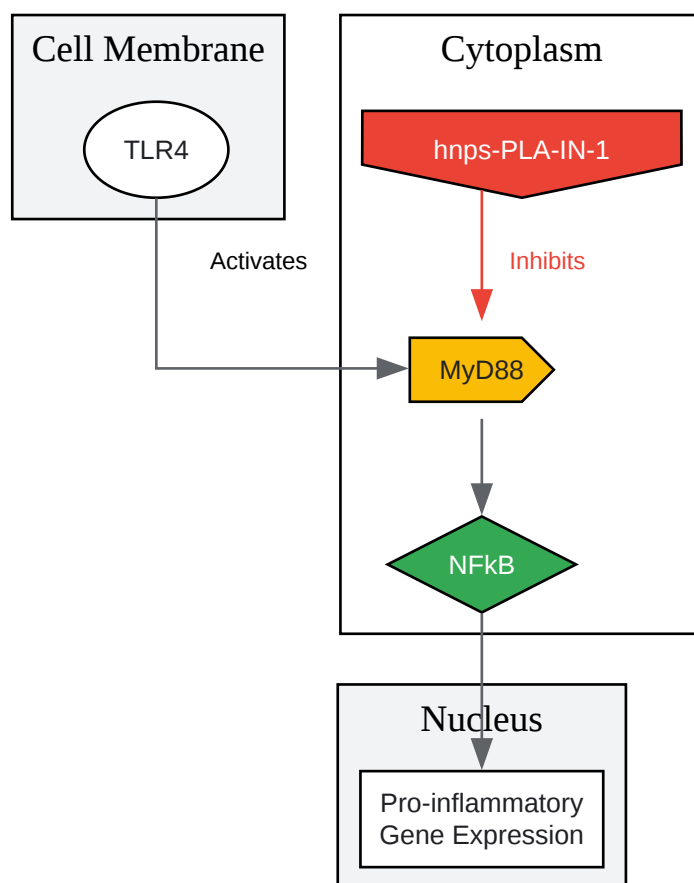 Cell Membrane
TLR4
Cytoplasm
hnps-PLA-IN-1
Activates
Inhibits
MyD88
NFkB
Nucleus
Pro-inflammatory
Gene Expression